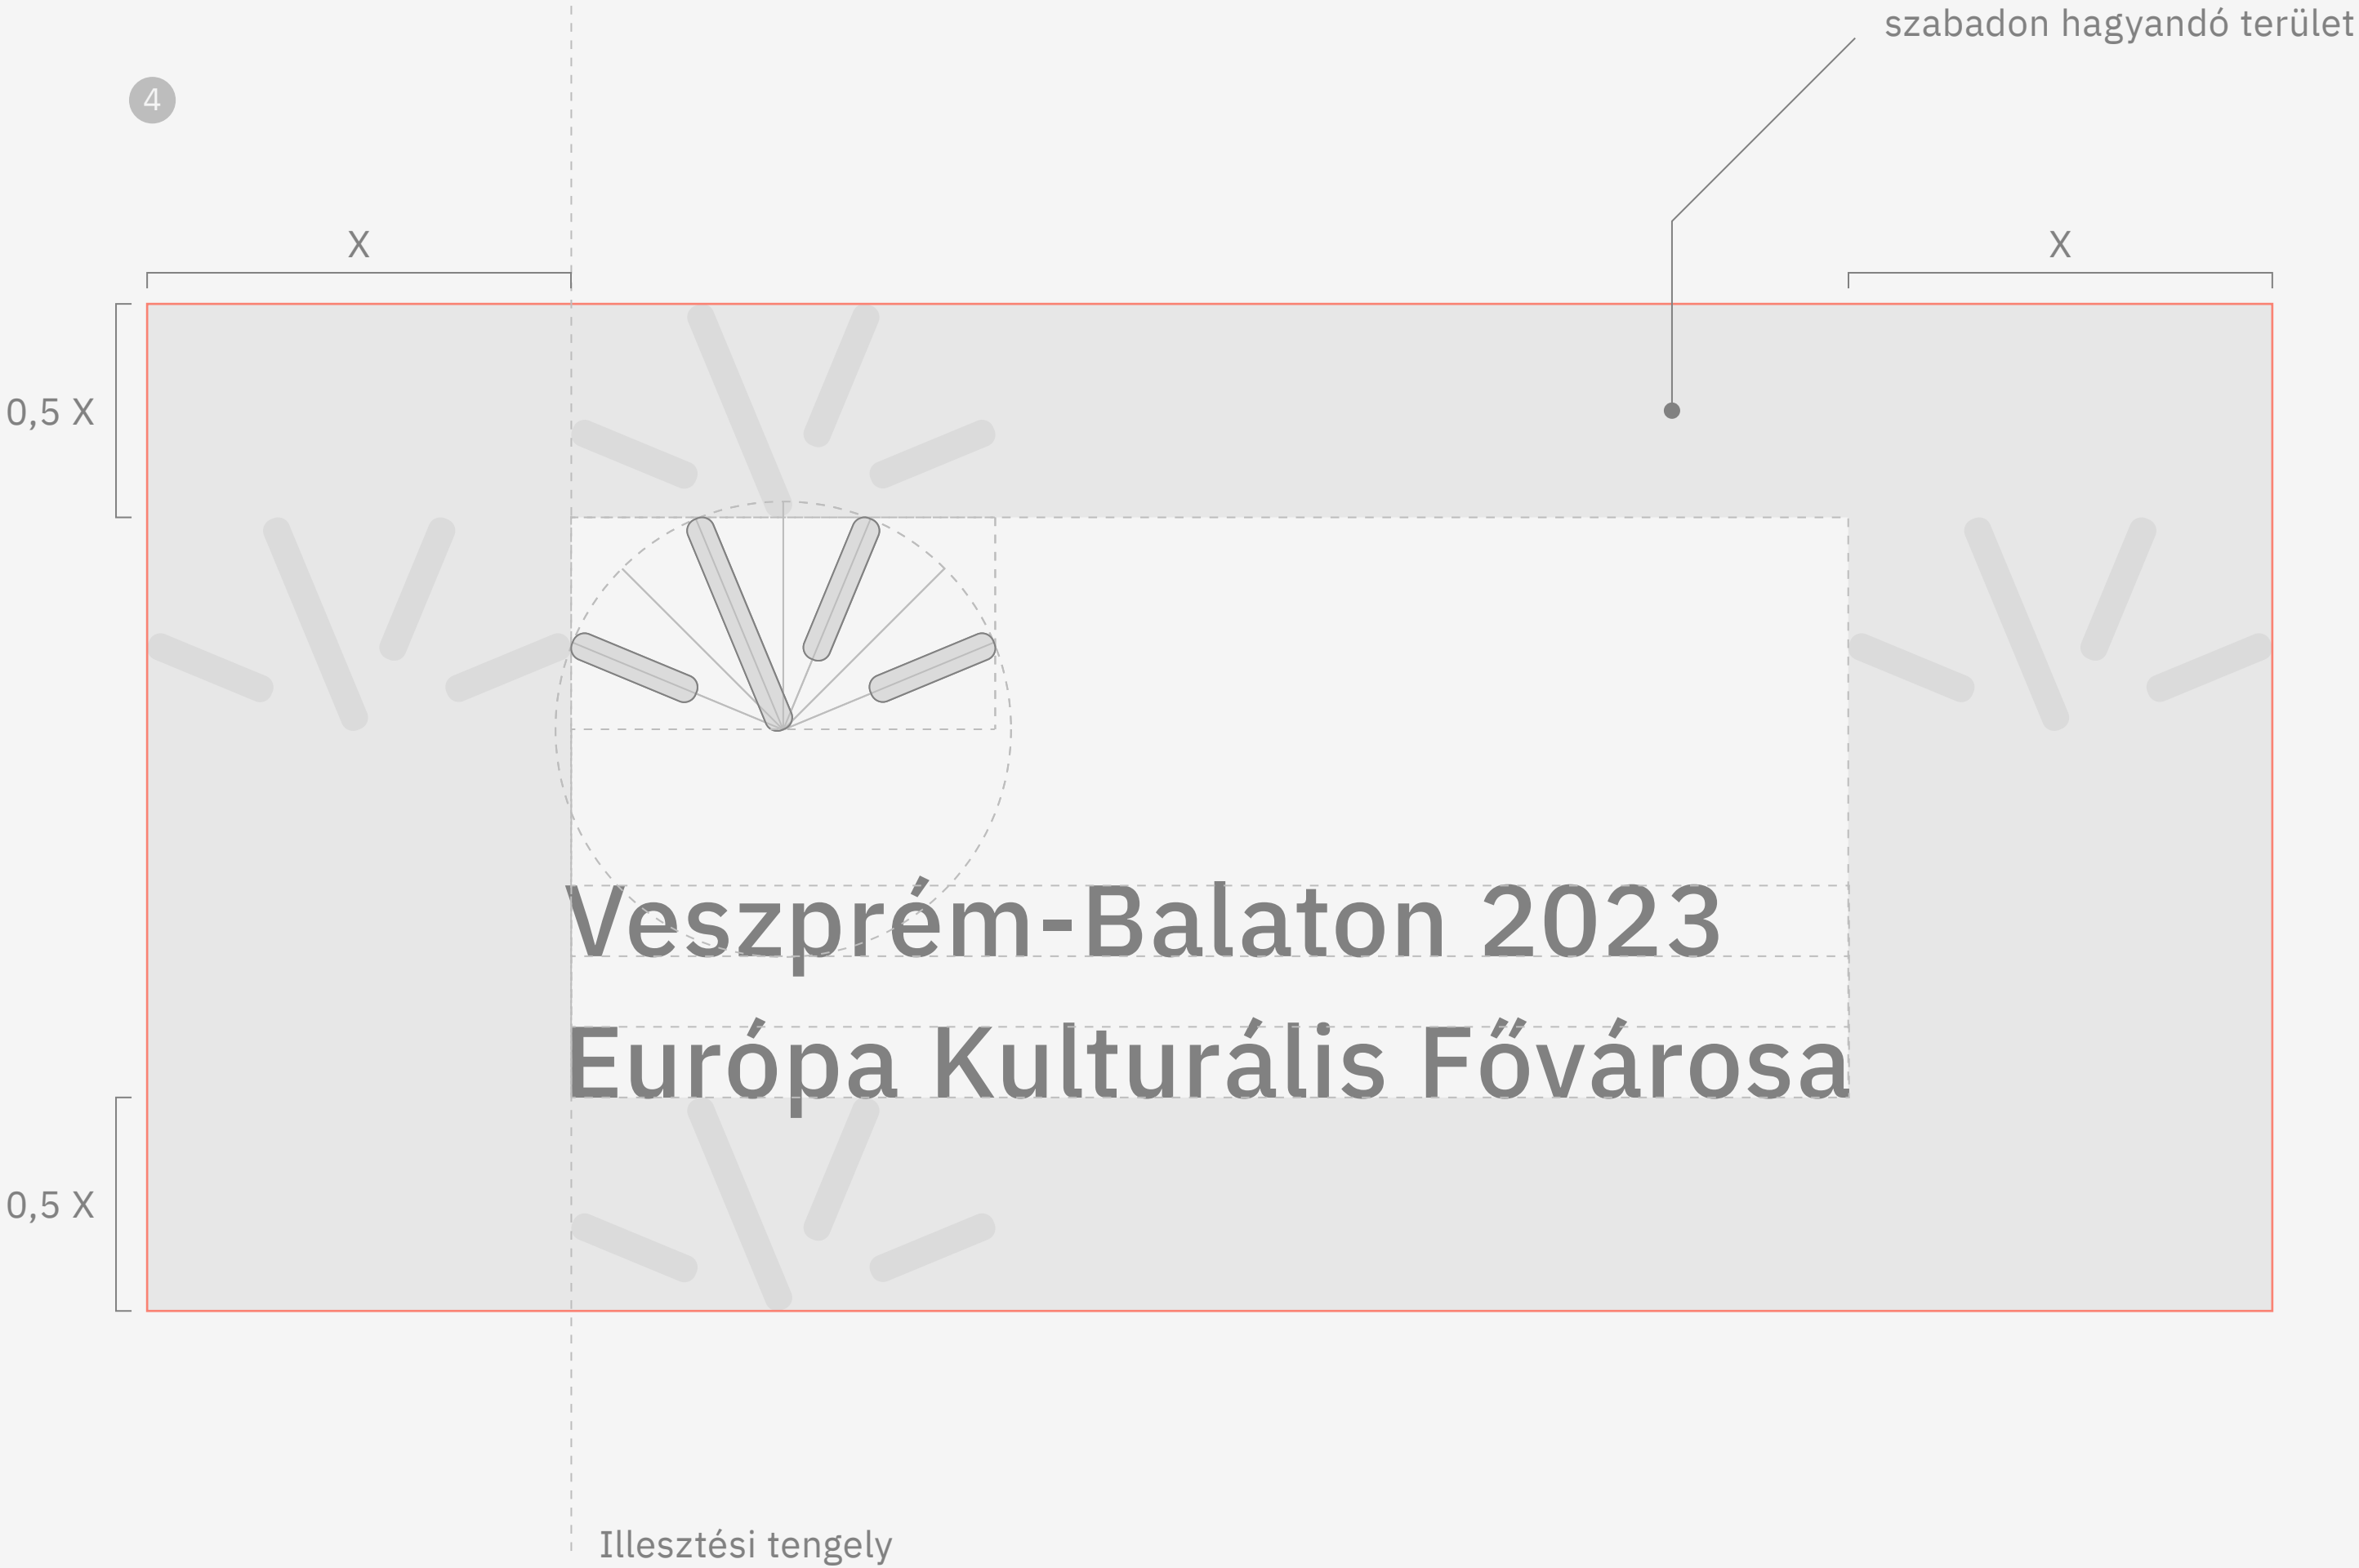 szabadon hagyandó terület
4
X
X
0,5 X
Veszprém-Balaton 2023
Európa Kulturális Fővárosa
0,5 X
Illesztési tengely